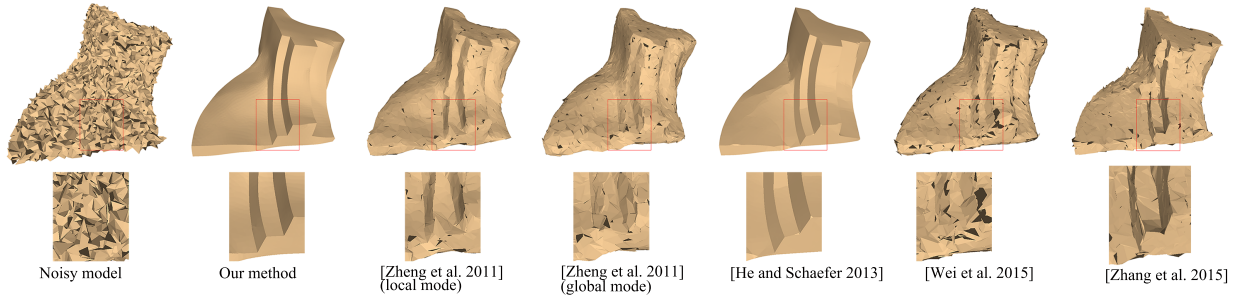 Noisy model
Our method
[Zheng et al. 2011]
(local mode)
[Zheng et al. 2011]
(global mode)
[He and Schaefer 2013]
[Wei et al. 2015]
[Zhang et al. 2015]